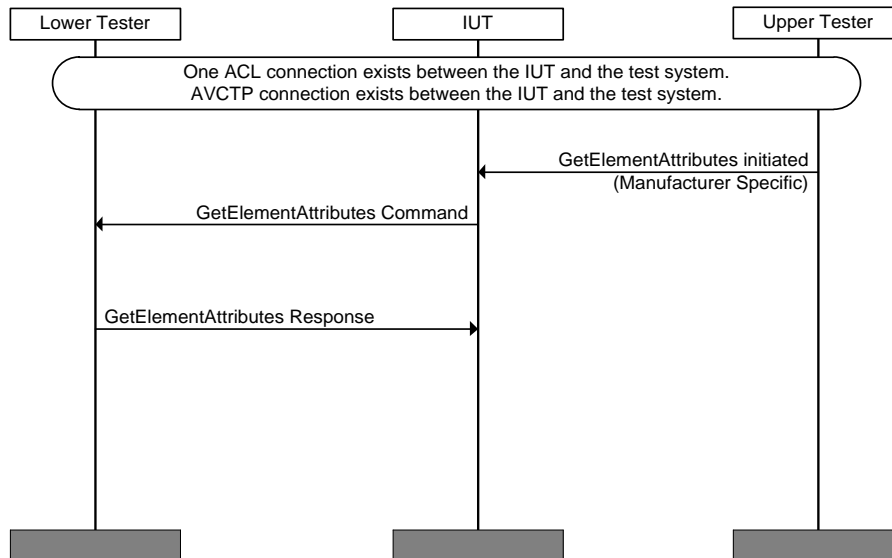 Lower Tester
IUT
Upper Tester
One ACL connection exists between the IUT and the test system.
AVCTP connection exists between the IUT and the test system.
GetElementAttributes initiated
(Manufacturer Specific)
GetElementAttributes Command
GetElementAttributes Response